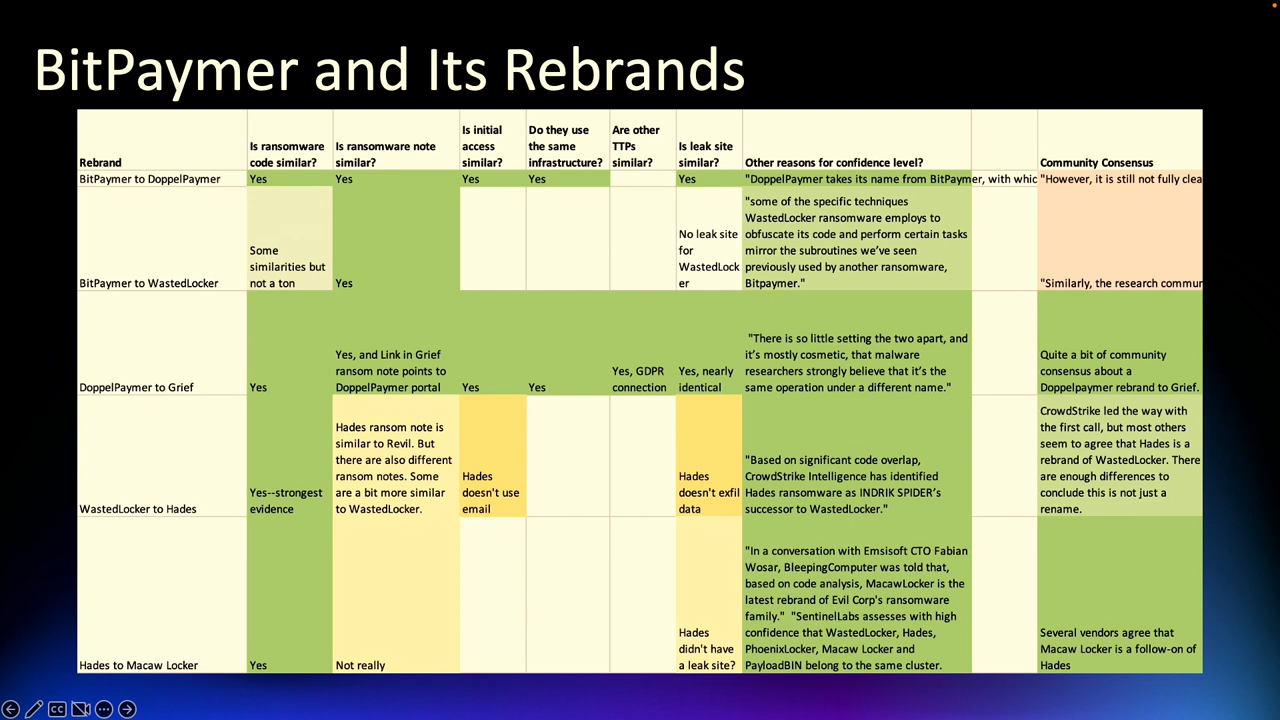 BitPaymer and Its Rebrands
Rebrand
Is ransomware
code similar?
Is ransomware note
similar?
Is initial
access
similar?
Do they use
the same
infrastructure?
Are other
TTPs
similar?
Is leak site
similar?
Other reasons for confidence level?
Community Consensus
BitPaymer to DoppelPaymer
Yes
Yes
Yes
Yes
Yes
"DoppelPaymer takes its name from BitPaymer, with whic
"However, it is still not fully clea
BitPaymer to WastedLocker
Some
similarities but
not a ton
Yes
No leak site
for
WastedLock
er
"some of the specific techniques
WastedLocker ransomware employs to
obfuscate its code and perform certain tasks
mirror the subroutines we've seen
previously used by another ransomware,
Bitpaymer."
"Similarly, the research commur
DoppelPaymer to Grief
Yes
Yes, and Link in Grief
ransom note points to
DoppelPaymer portal
Yes
Yes
Yes, GDPR
connection
Yes, nearly
identical
"There is so little setting the two apart, and
it's mostly cosmetic, that malware
researchers strongly believe that it's the
same operation under a different name."
Quite a bit of community
consensus about a
Doppelpaymer rebrand to Grief.
WastedLocker to Hades
Yes--strongest
evidence
Hades ransom note is
similar to Revil. But
there are also different
ransom notes. Some
are a bit more similar
to WastedLocker.
Hades
doesn't use
email
Hades
doesn't exfil
data
"Based on significant code overlap,
CrowdStrike Intelligence has identified
Hades ransomware as INDRIK SPIDER's
successor to WastedLocker."
CrowdStrike led the way with
the first call, but most others
seem to agree that Hades is a
rebrand of WastedLocker. There
are enough differences to
conclude this is not just a
rename.
Hades to Macaw Locker
Yes
Not really
Hades
didn't have
a leak site?
"In a conversation with Emsisoft CTO Fabian
Wosar, BleepingComputer was told that,
based on code analysis, MacawLocker is the
latest rebrand of Evil Corp's ransomware
family." "SentinelLabs assesses with high
confidence that WastedLocker, Hades,
PhoenixLocker, Macaw Locker and
PayloadBIN belong to the same cluster.
Several vendors agree that
Macaw Locker is a follow-on of
Hades
CC